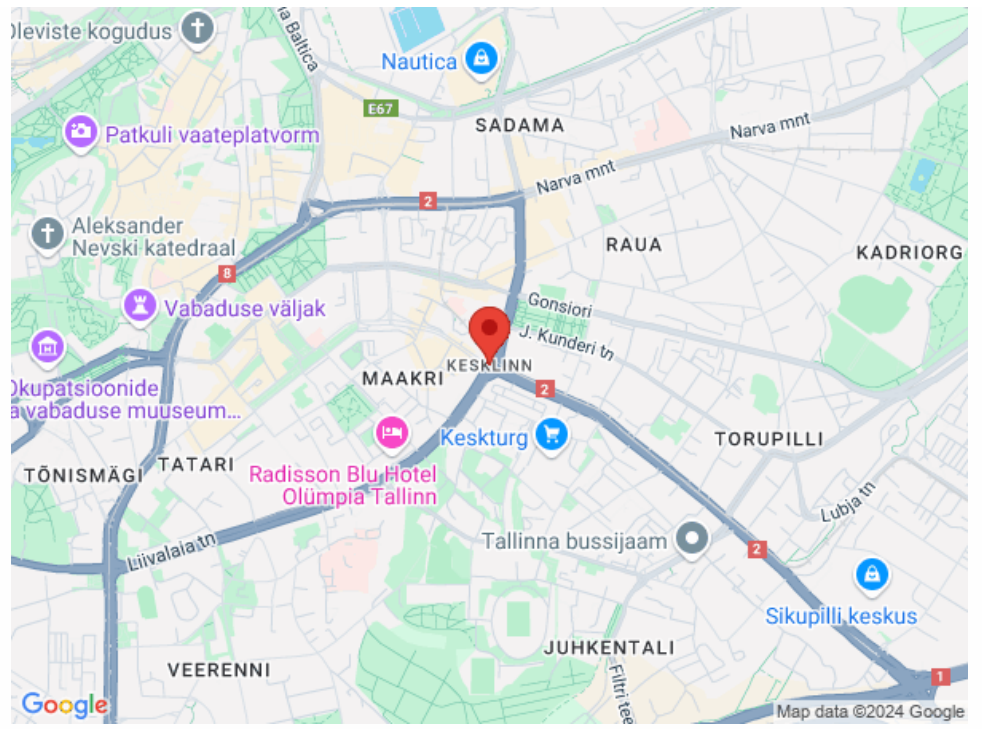 Oleviste kogudus
Baltica
Nautica
E67
SADAMA
Narva mnt
Patkuli vaateplatvorm
Narva mnt
2
Aleksander
Nevski katedraal
RAUA
KADRIORG
8
Vabaduse väljak
Gonsiori
J. Kunderi tn
KESKLINN
MAAKRI
2
Okupatsioonide
a vabaduse muuseum...
Keskturg
TORUPILLI
TÕNISMÄGI
TATARI
Radisson Blu Hotel
Olümpia Tallinn
Lubja tn
Liivalaia tn
Tallinna bussijaam
2
Sikupilli keskus
JUHKENTALI
VEERENNI
Filtri tee
1
Google
Map data ©2024 Google